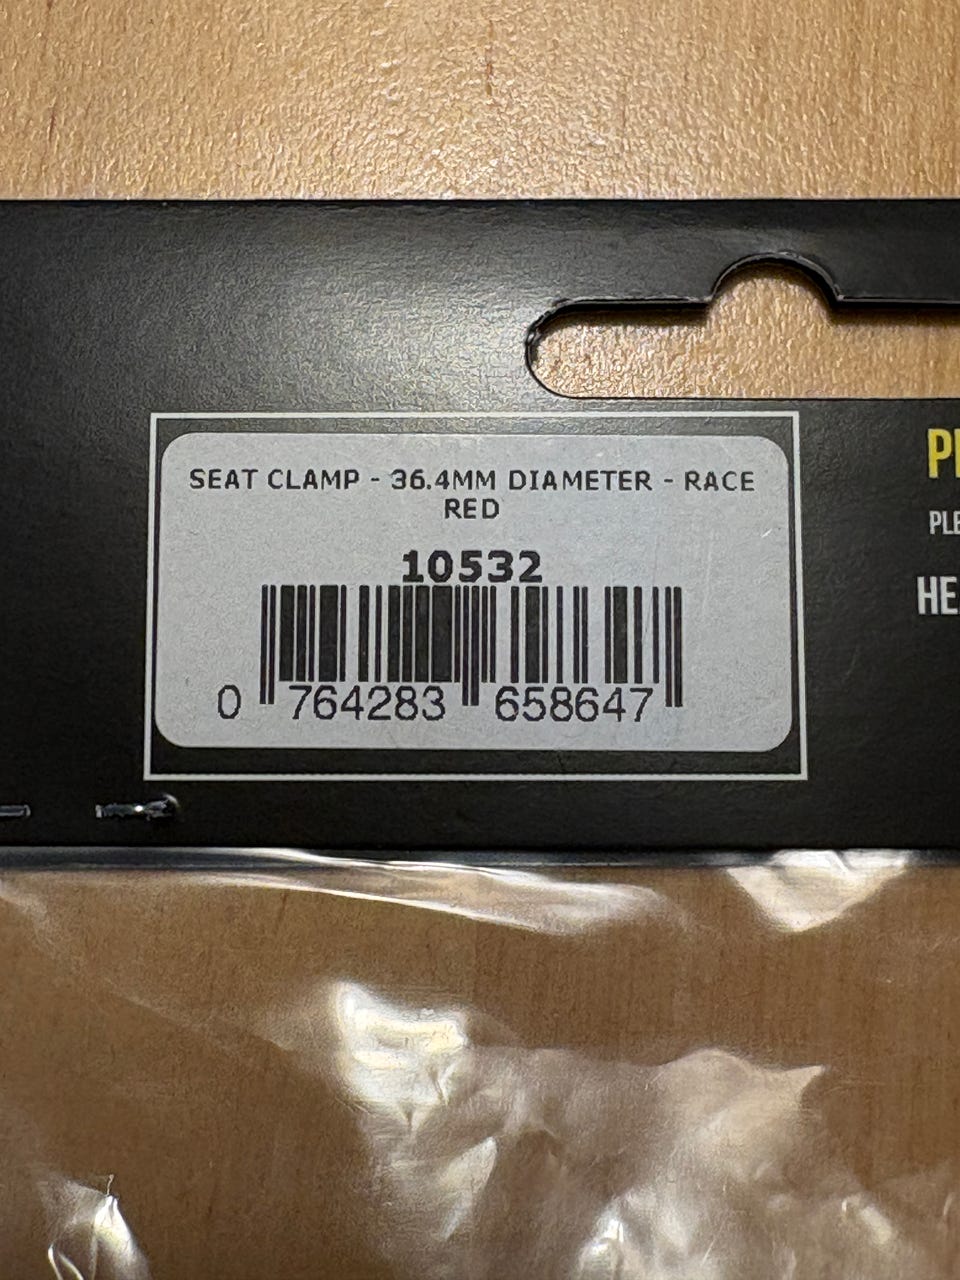 SEAT CLAMP - 36.4MM DIAMETER - RACE
RED
10532
0 764283 658647